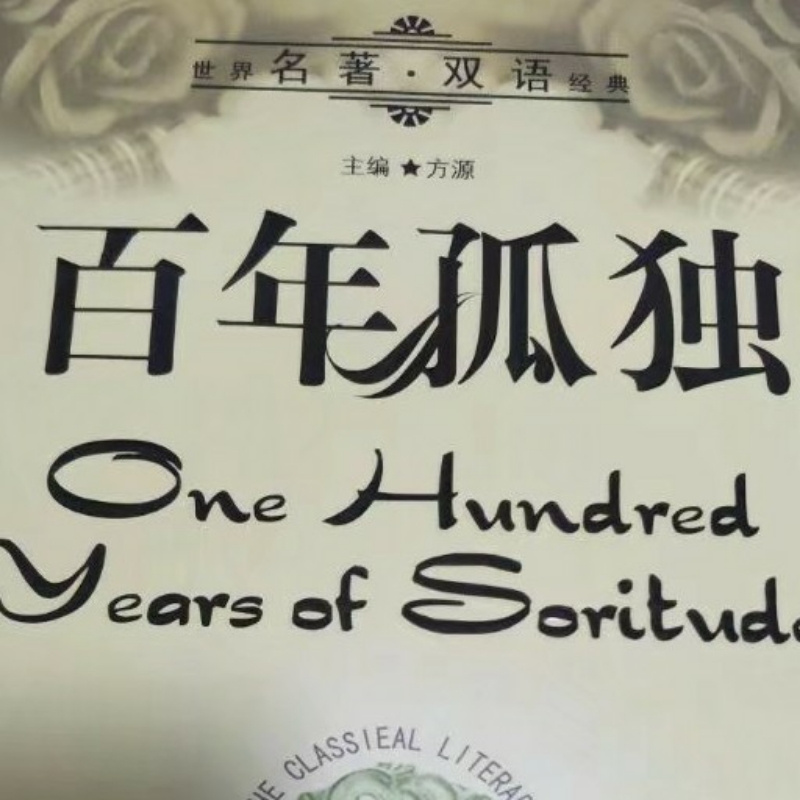 世界名著·双语经典
主编★方源
百年孤独
One Hundred
Years of Soritude
CLASSIEAL